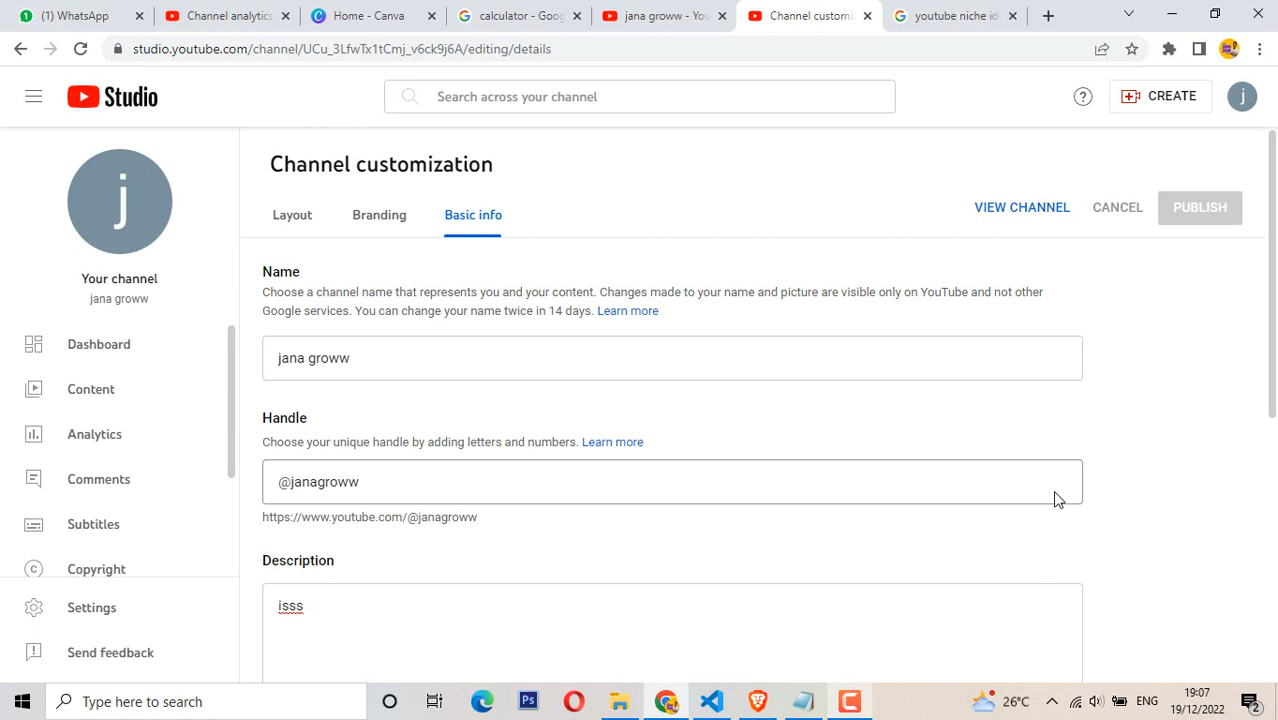 (1) WhatsApp
Channel analytics
Home - Canva
calculator - Goog
jana groww - You
Channel customiz
youtube niche ide
studio.youtube.com/channel/UCu_3LfwTx1tCmj_v6ck9j6A/editing/details
Studio
Search across your channel
CREATE
j
j
Your channel
jana groww
Dashboard
Content
Analytics
Comments
Subtitles
Copyright
Settings
Send feedback
Channel customization
Layout
Branding
Basic info
VIEW CHANNEL
CANCEL
PUBLISH
Name
Choose a channel name that represents you and your content. Changes made to your name and picture are visible only on YouTube and not other
Google services. You can change your name twice in 14 days. Learn more
jana groww
Handle
Choose your unique handle by adding letters and numbers. Learn more
@janagroww
https://www.youtube.com/@janagroww
Description
isss
Type here to search
Ps
26°C
ENG
19:07
19/12/2022
2